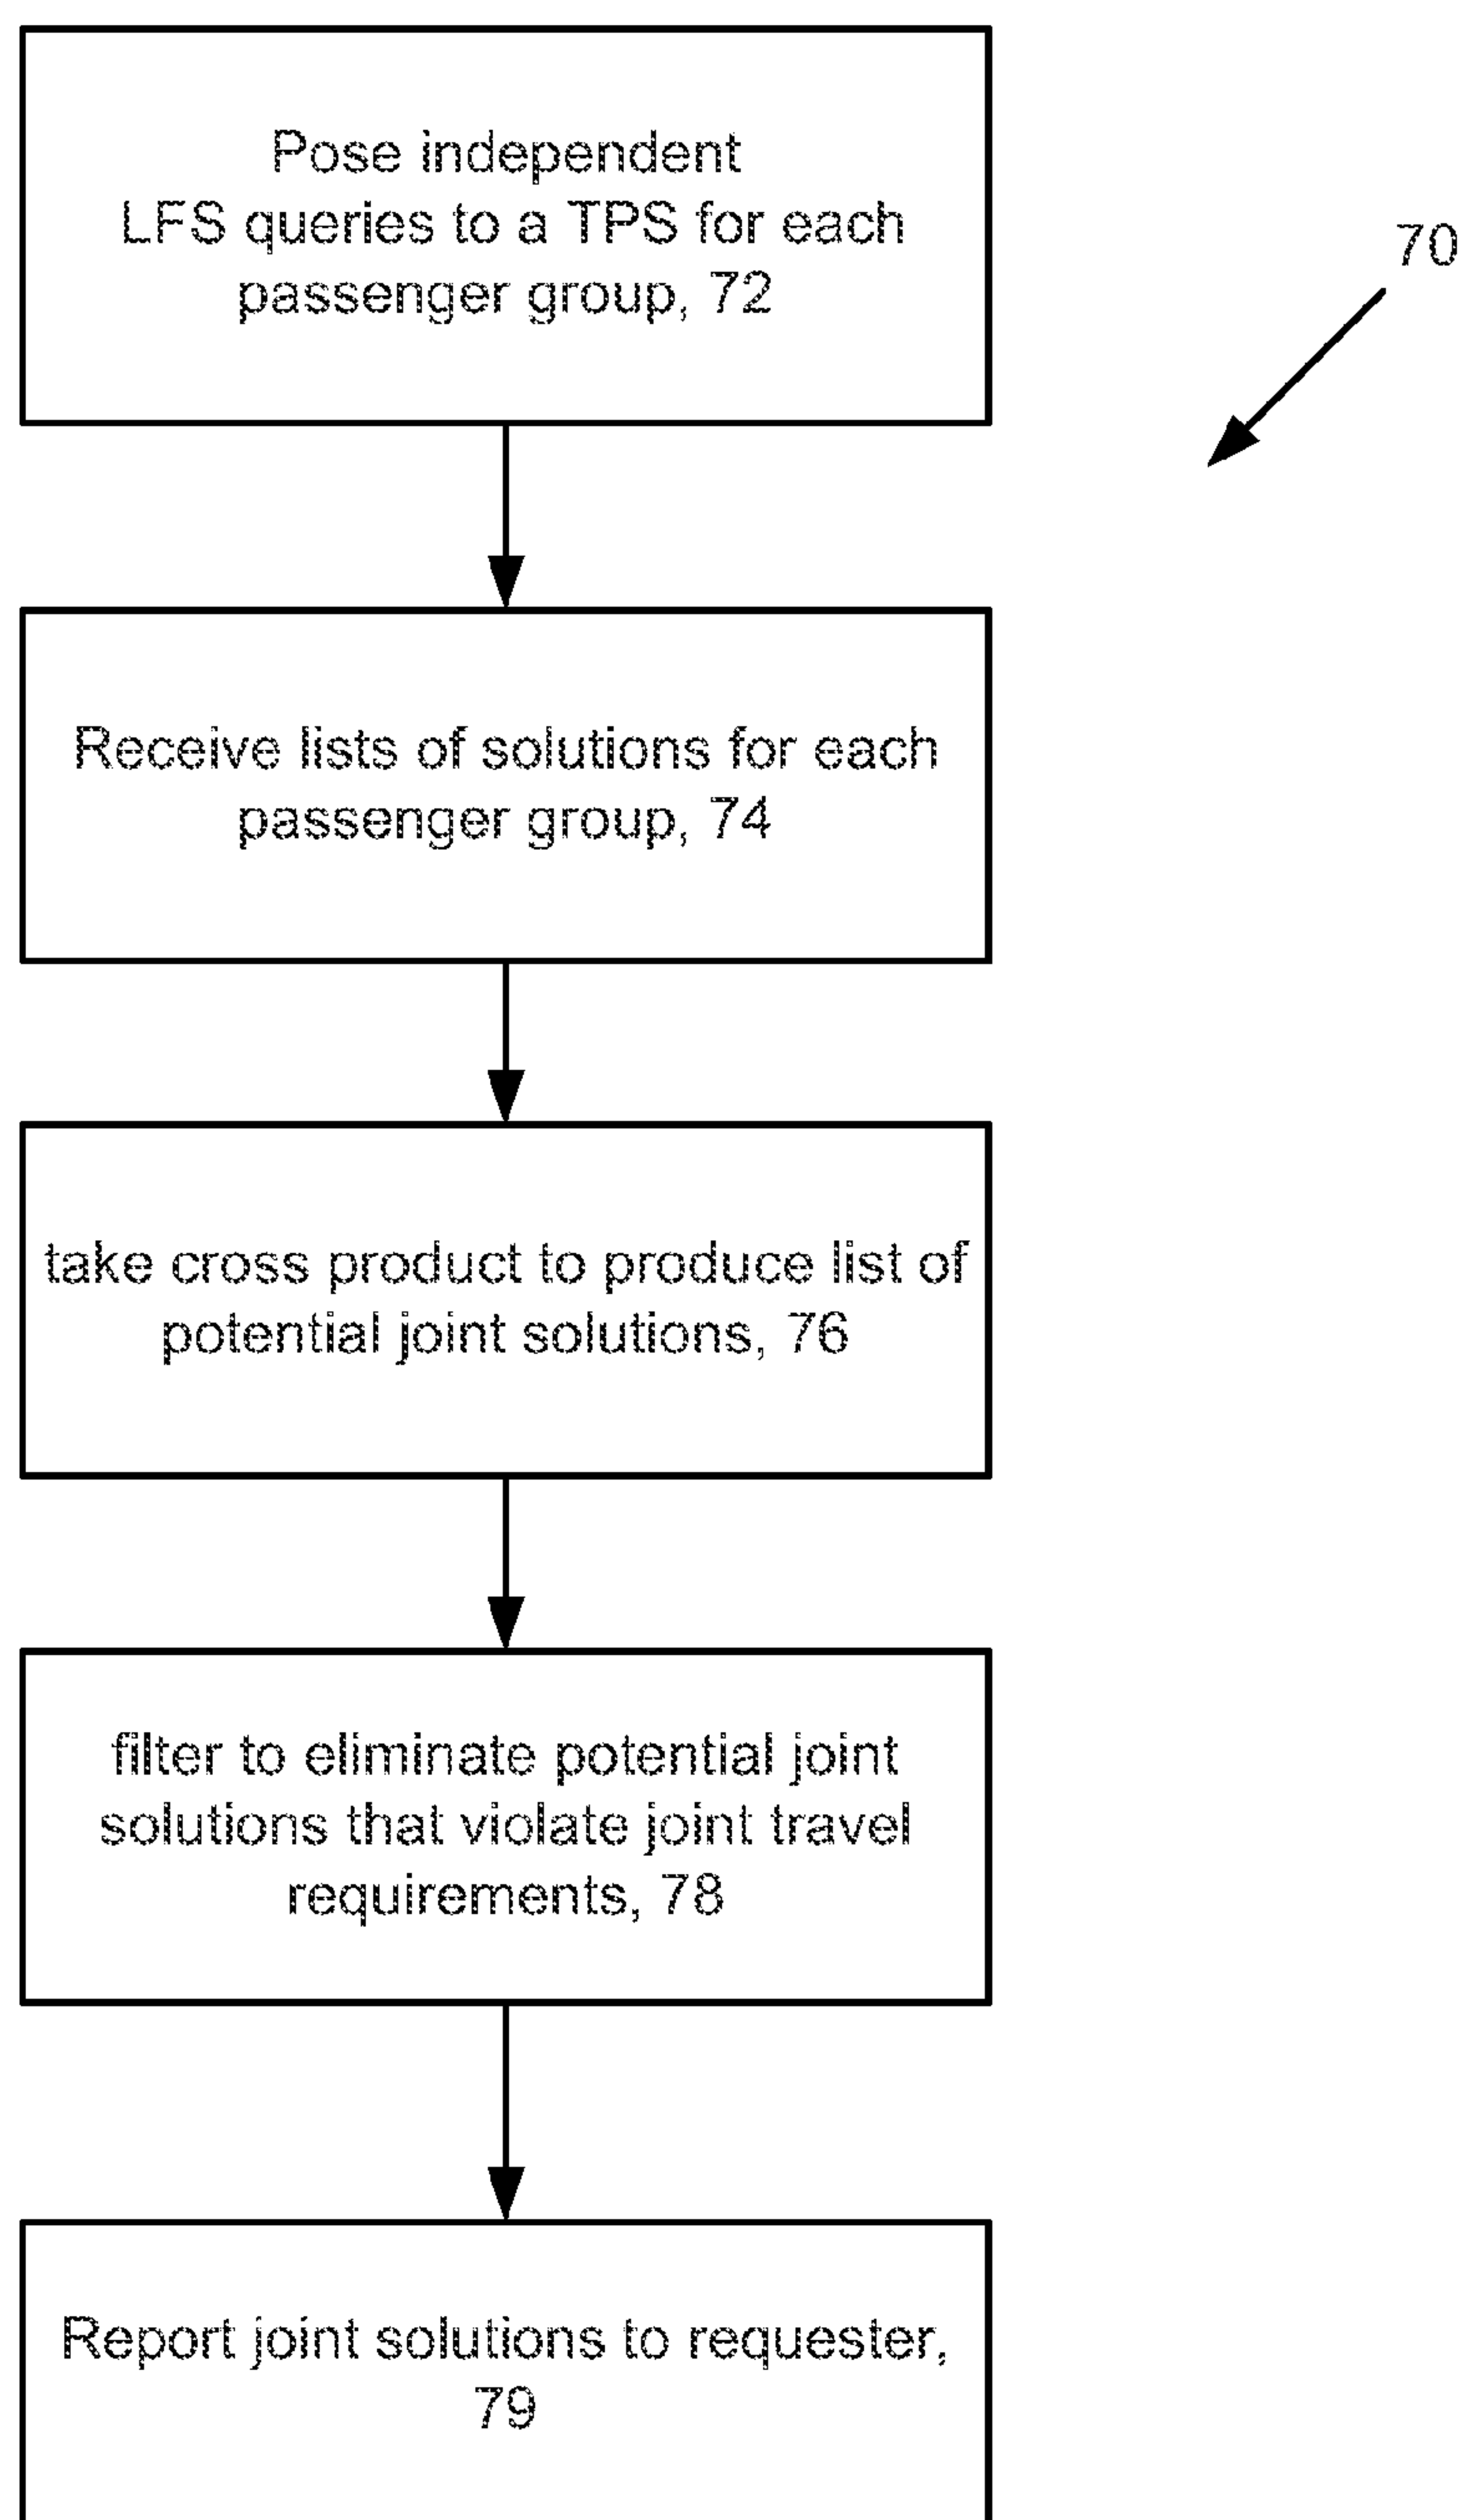 Pose independent
LFS queries to a TPS for each
passenger group, 72
70
Receive lists of solutions for each
passenger group, 74
take cross product to produce list of
potential joint solutions, 76
filter to eliminate potential joint
solutions that violate joint travel
requirements, 78
Report joint solutions to requester,
79